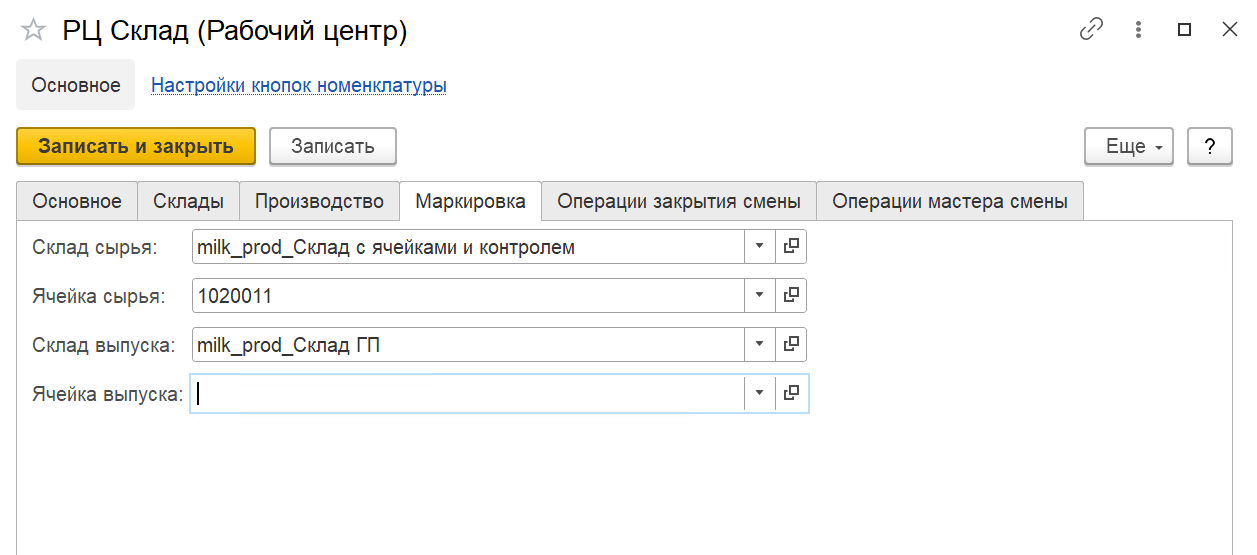 РЦ Склад (Рабочий центр)
Основное Настройки кнопок номенклатуры
Записать и закрыть Записать Еще ?
Основное Склады Производство Маркировка Операции закрытия смены Операции мастера смены
Склад сырья: milk_prod_Склад с ячейками и контролем
Ячейка сырья: 1020011
Склад выпуска: milk_prod_Склад ГП
Ячейка выпуска: